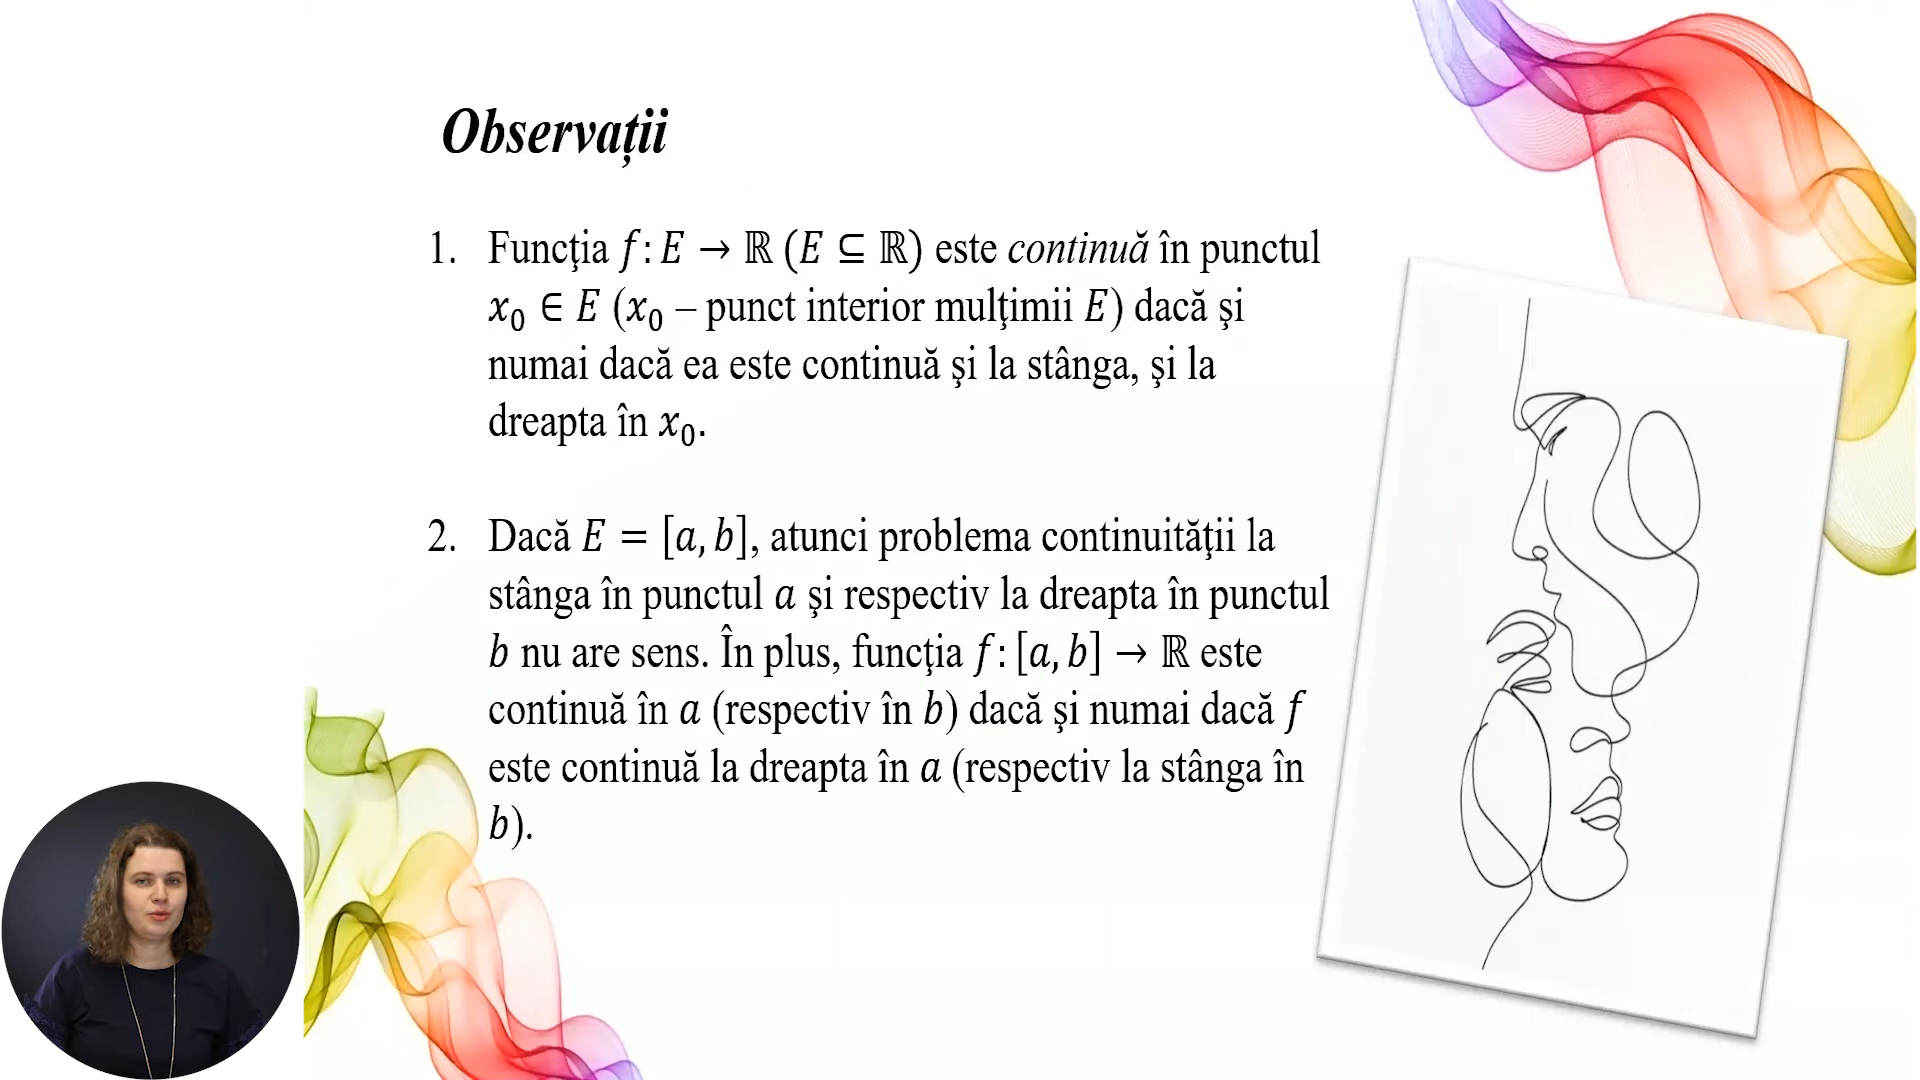 Observații
1. Funcţia f: E → ℝ (E ⊆ ℝ) este continuă în punctul
x₀ ∈ E (x₀ – punct interior mulţimii E) dacă şi
numai dacă ea este continuă şi la stânga, şi la
dreapta în x₀.
2. Dacă E = [a, b], atunci problema continuităţii la
stânga în punctul a şi respectiv la dreapta în punctul
b nu are sens. În plus, funcţia f: [a, b] → ℝ este
continuă în a (respectiv în b) dacă şi numai dacă f
este continuă la dreapta în a (respectiv la stânga în
b).